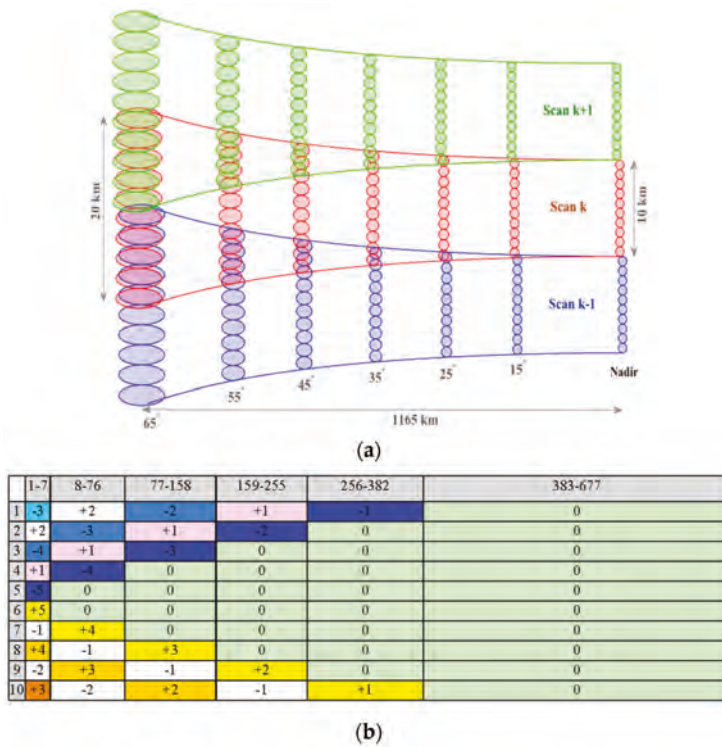 Scan k+1
20 km
Scan k
10 km
Scan k-1
65°
55°
45°
35°
25°
15°
Nadir
1165 km
(a)
1-7 8-76 77-158 159-255 256-382 383-677
1 -3 +2 -2 +1 -1 0
2 +2 -3 +1 -2 0 0
3 -4 +1 -3 0 0 0
4 +1 -4 0 0 0 0
5 -5 0 0 0 0 0
6 +5 0 0 0 0 0
7 -1 +4 0 0 0 0
8 +4 -1 +3 0 0 0
9 -2 +3 -1 +2 0 0
10 +3 -2 +2 -1 +1 0
(b)